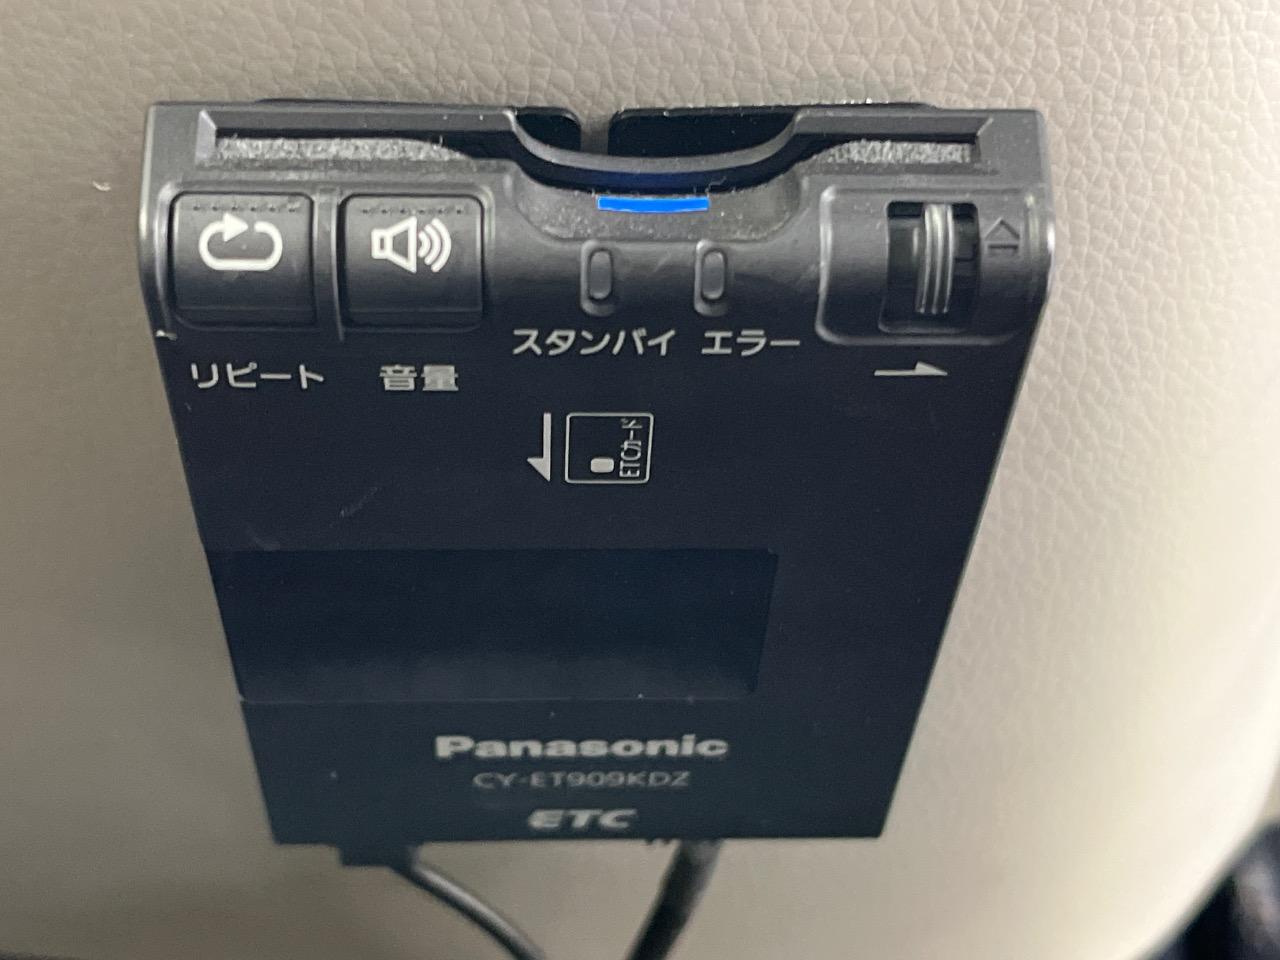 スタンバイ エラー
リピート 音量
ETCカード
Panasonic
CY-ET909KDZ
ETC